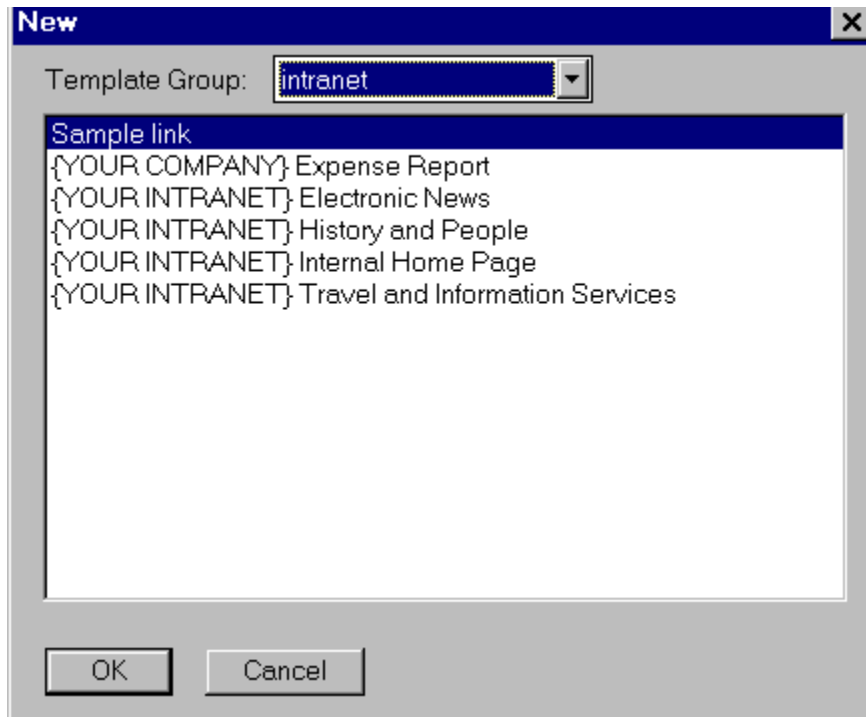 New
Template Group: intranet
Sample link
{YOUR COMPANY} Expense Report
{YOUR INTRANET} Electronic News
{YOUR INTRANET} History and People
{YOUR INTRANET} Internal Home Page
{YOUR INTRANET} Travel and Information Services
OK Cancel